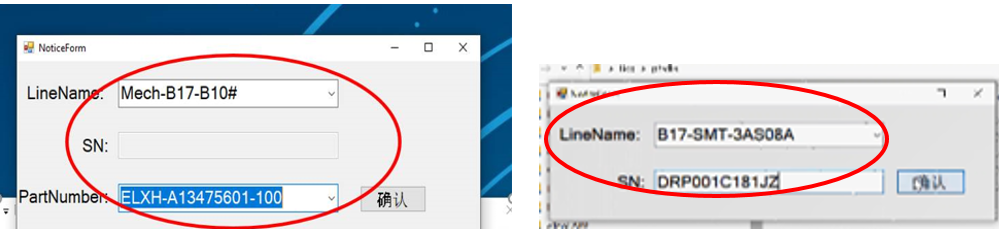 NoticeForm
LineName: Mech-B17-B10#
SN:
PartNumber: ELXH-A13475601-100 确认
LineName: B17-SMT-3AS08A
SN: DRP001C181JZ 确认